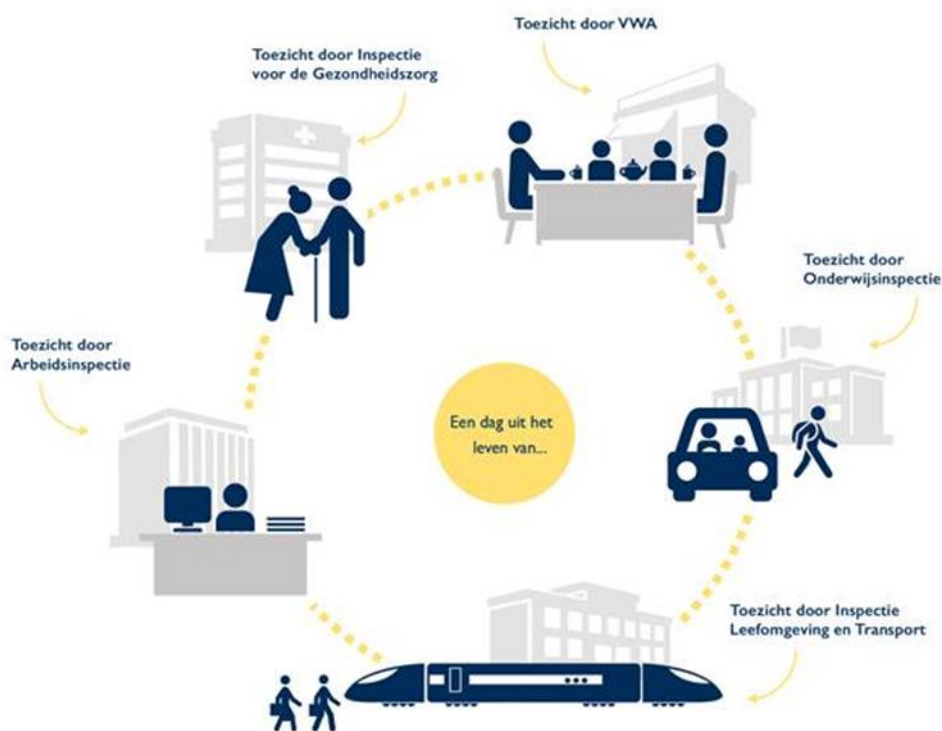 Toezicht door VWA
Toezicht door Inspectie
voor de Gezondheidszorg
Toezicht door
Onderwijsinspectie
Toezicht door
Arbeidsinspectie
Een dag uit het
leven van...
Toezicht door Inspectie
Leefomgeving en Transport